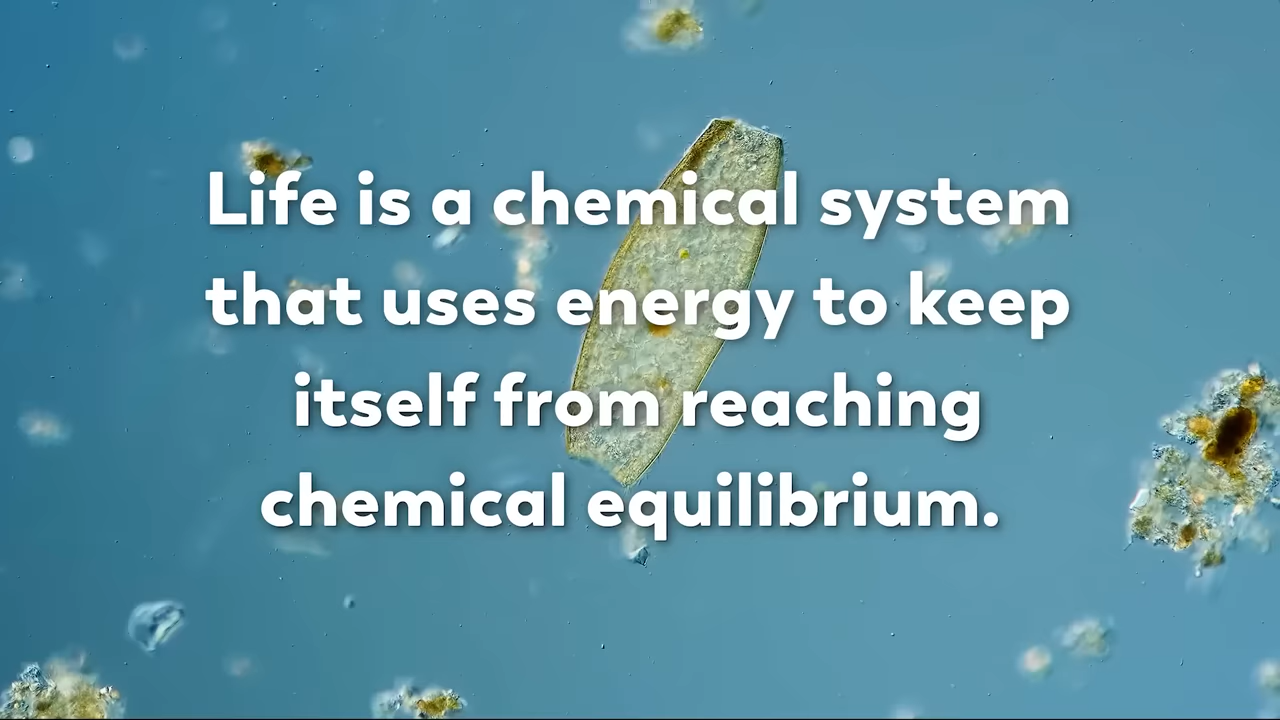 Life is a chemical system
that uses energy to keep
itself from reaching
chemical equilibrium.